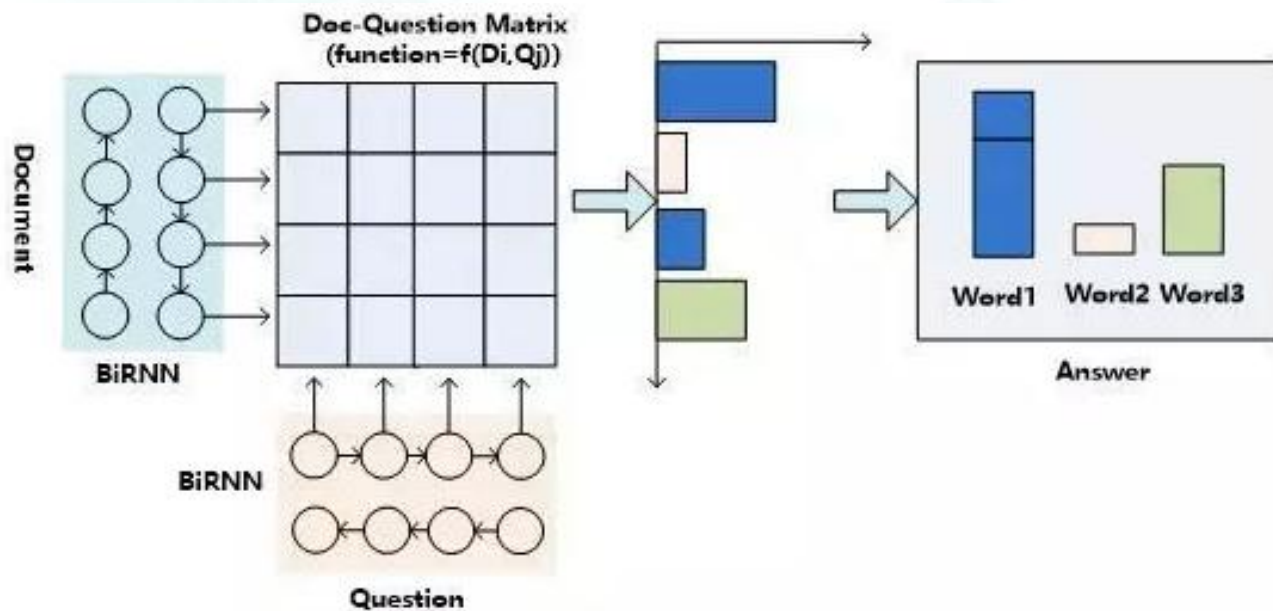 Doc-Question Matrix
(function=f(Di,Qj))
Document
BiRNN
BiRNN
Question
Word1
Word2
Word3
Answer